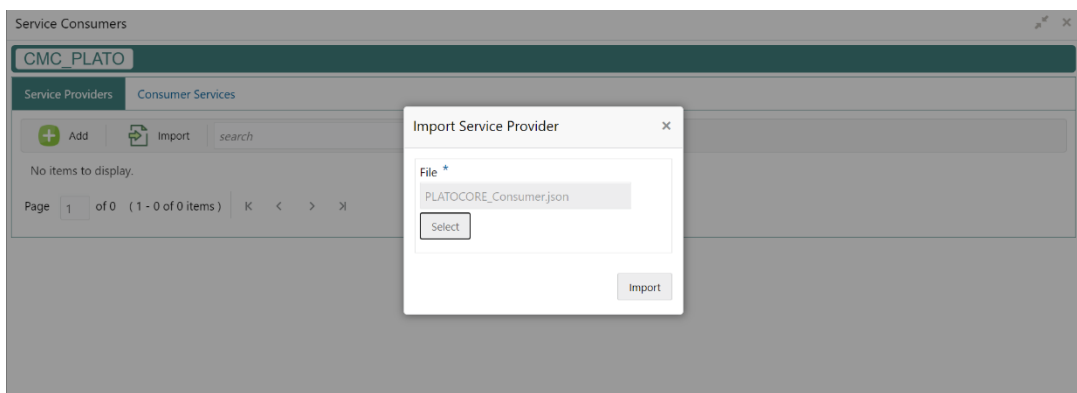 Service Consumers
CMC_PLATO
Service Providers Consumer Services
Add Import search
No items to display.
Page 1 of 0 ( 1 - 0 of 0 items )
Import Service Provider
File *
PLATOCORE_Consumer.json
Select
Import